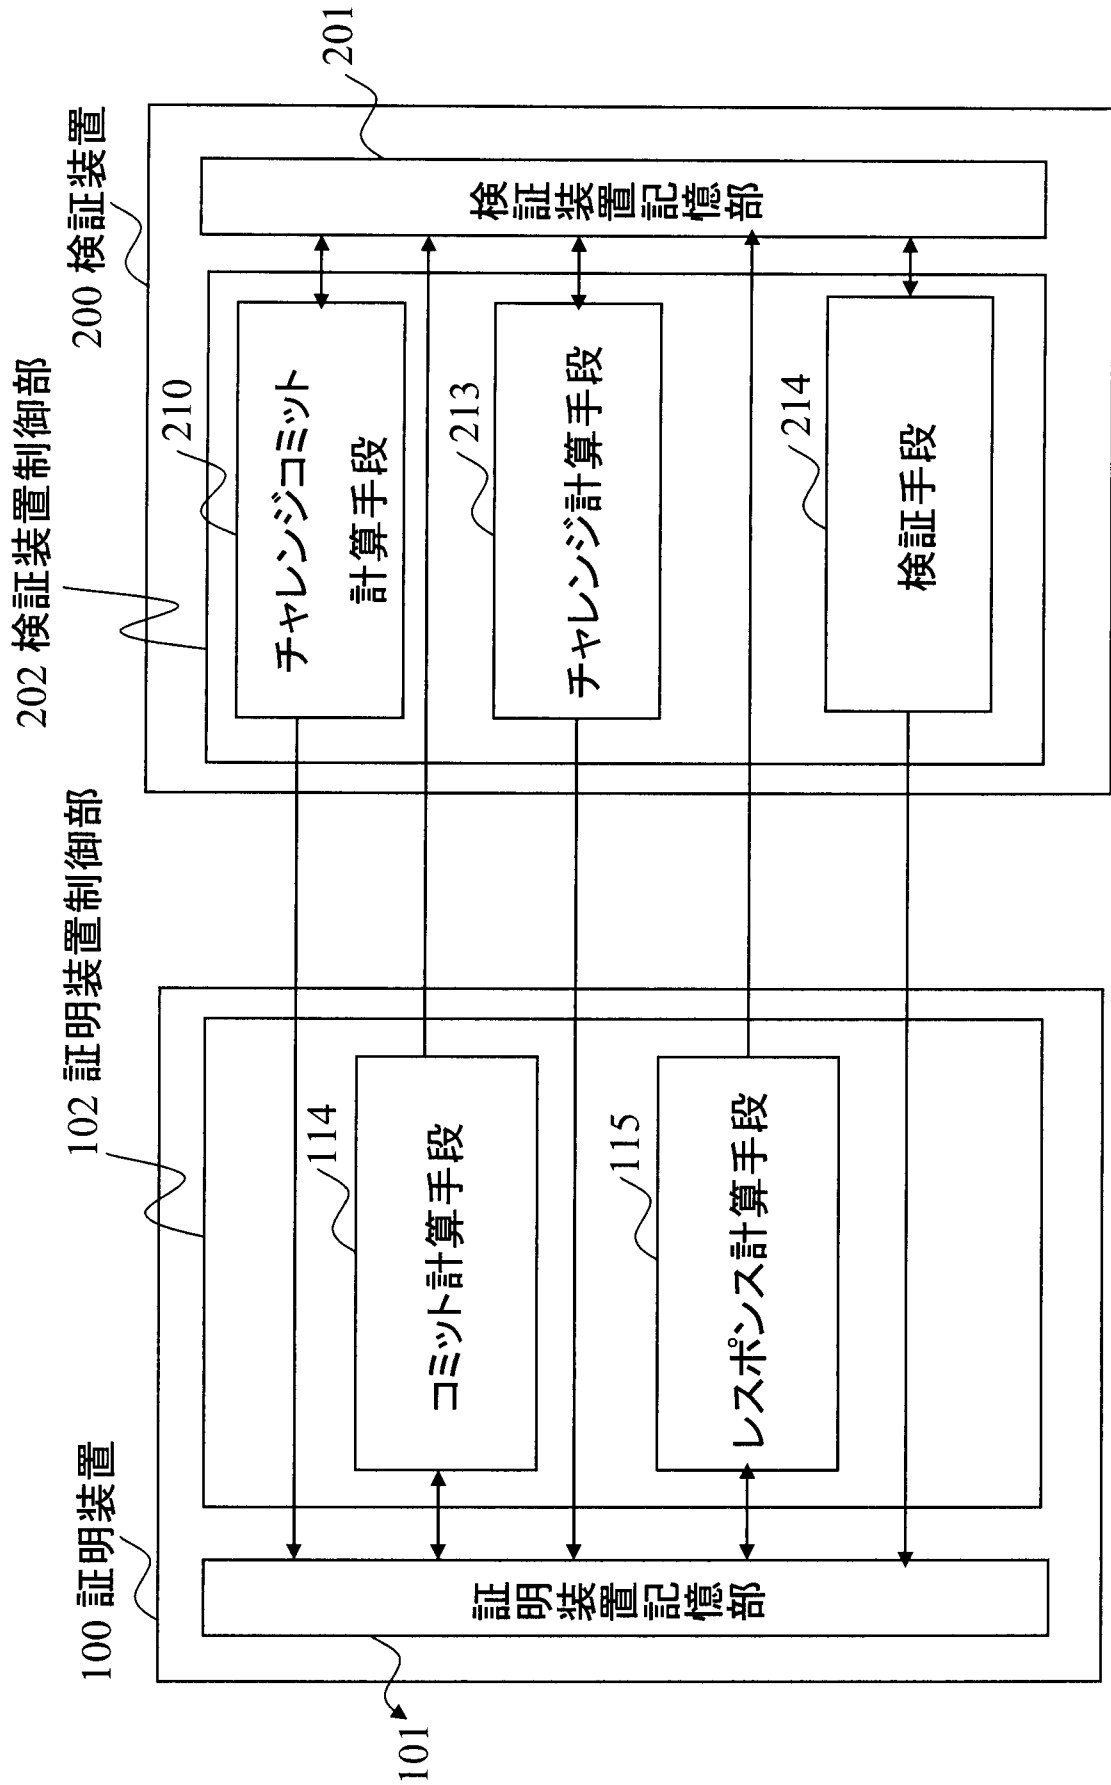 100 証明装置
102 証明装置制御部
202 検証装置制御部
200 検証装置
101
証明装置記憶部
114
コミット計算手段
115
レスポンス計算手段
210
チャレンジコミット
計算手段
213
チャレンジ計算手段
214
検証手段
検証装置記憶部
201